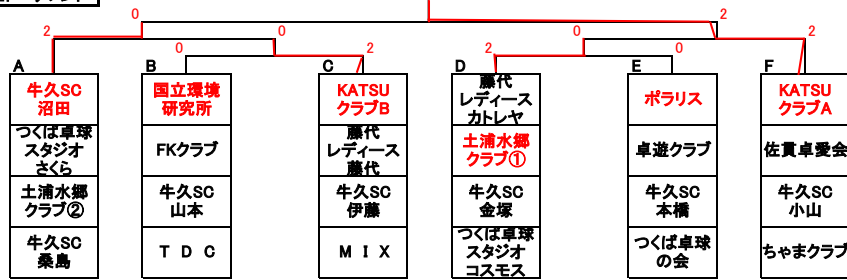 0 2
2 0 0 2
0 2 2 0
A B C D E F
牛久SC
沼田
国立環境
研究所
KATSU
クラブB
藤代
レディース
カトレヤ
ポラリス
KATSU
クラブA
つくば卓球
スタジオ
さくら
FKクラブ
藤代
レディース
藤代
土浦水郷
クラブ①
卓遊クラブ
佐貫卓愛会
土浦水郷
クラブ②
牛久SC
山本
牛久SC
伊藤
牛久SC
金塚
牛久SC
本橋
牛久SC
小山
牛久SC
桑島
T D C
M I X
つくば卓球
スタジオ
コスモス
つくば卓球
の会
ちゃまクラブ